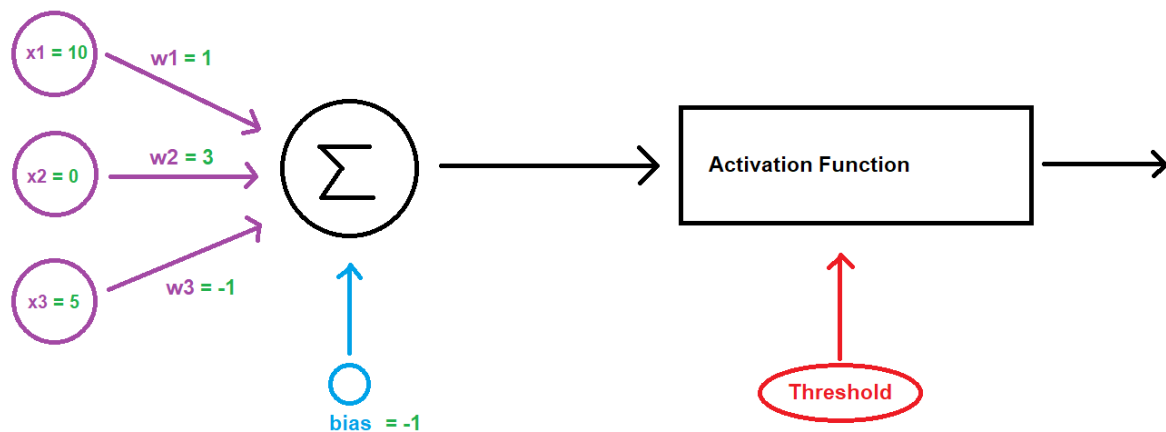 x1 = 10
w1 = 1
x2 = 0
w2 = 3
x3 = 5
w3 = -1
∑
Activation Function
bias = -1
Threshold